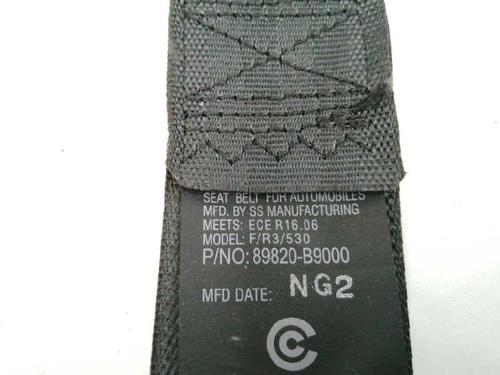 SEAT BELT FOR AUTOMOBILES
MFD. BY SS MANUFACTURING
MEETS: ECE R16.06
MODEL: F/R3/530
P/NO: 89820-B9000
MFD DATE: NG2